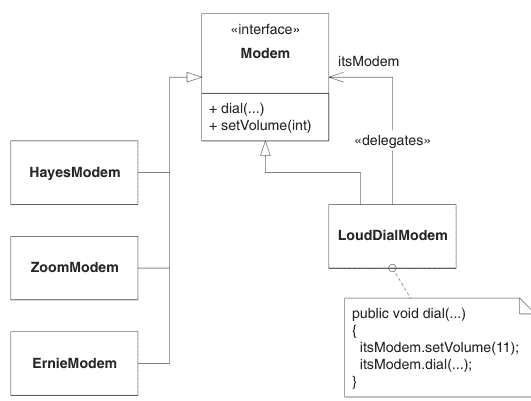 «interface»
Modem
itsModem
+ dial(...)
+ setVolume(int)
«delegates»
HayesModem
LoudDialModem
ZoomModem
public void dial(...)
{
itsModem.setVolume(11);
itsModem.dial(...);
}
ErnieModem